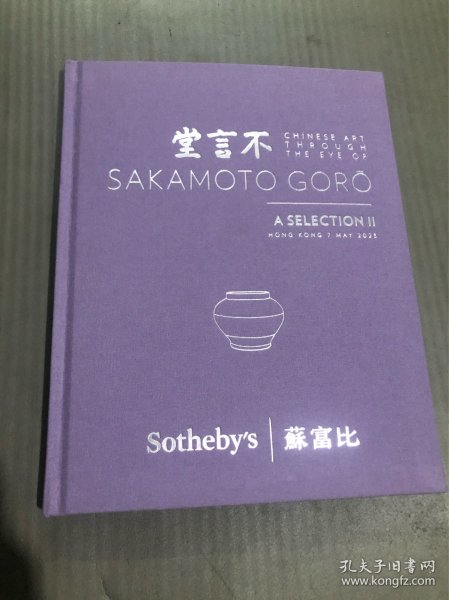 堂言不
CHINESE ART
THROUGH
THE EYE OF
SAKAMOTO GORŌ
A SELECTION II
HONG KONG 7 MAY 2025
Sotheby's | 蘇富比
孔夫子旧书网
www.kongfz.com